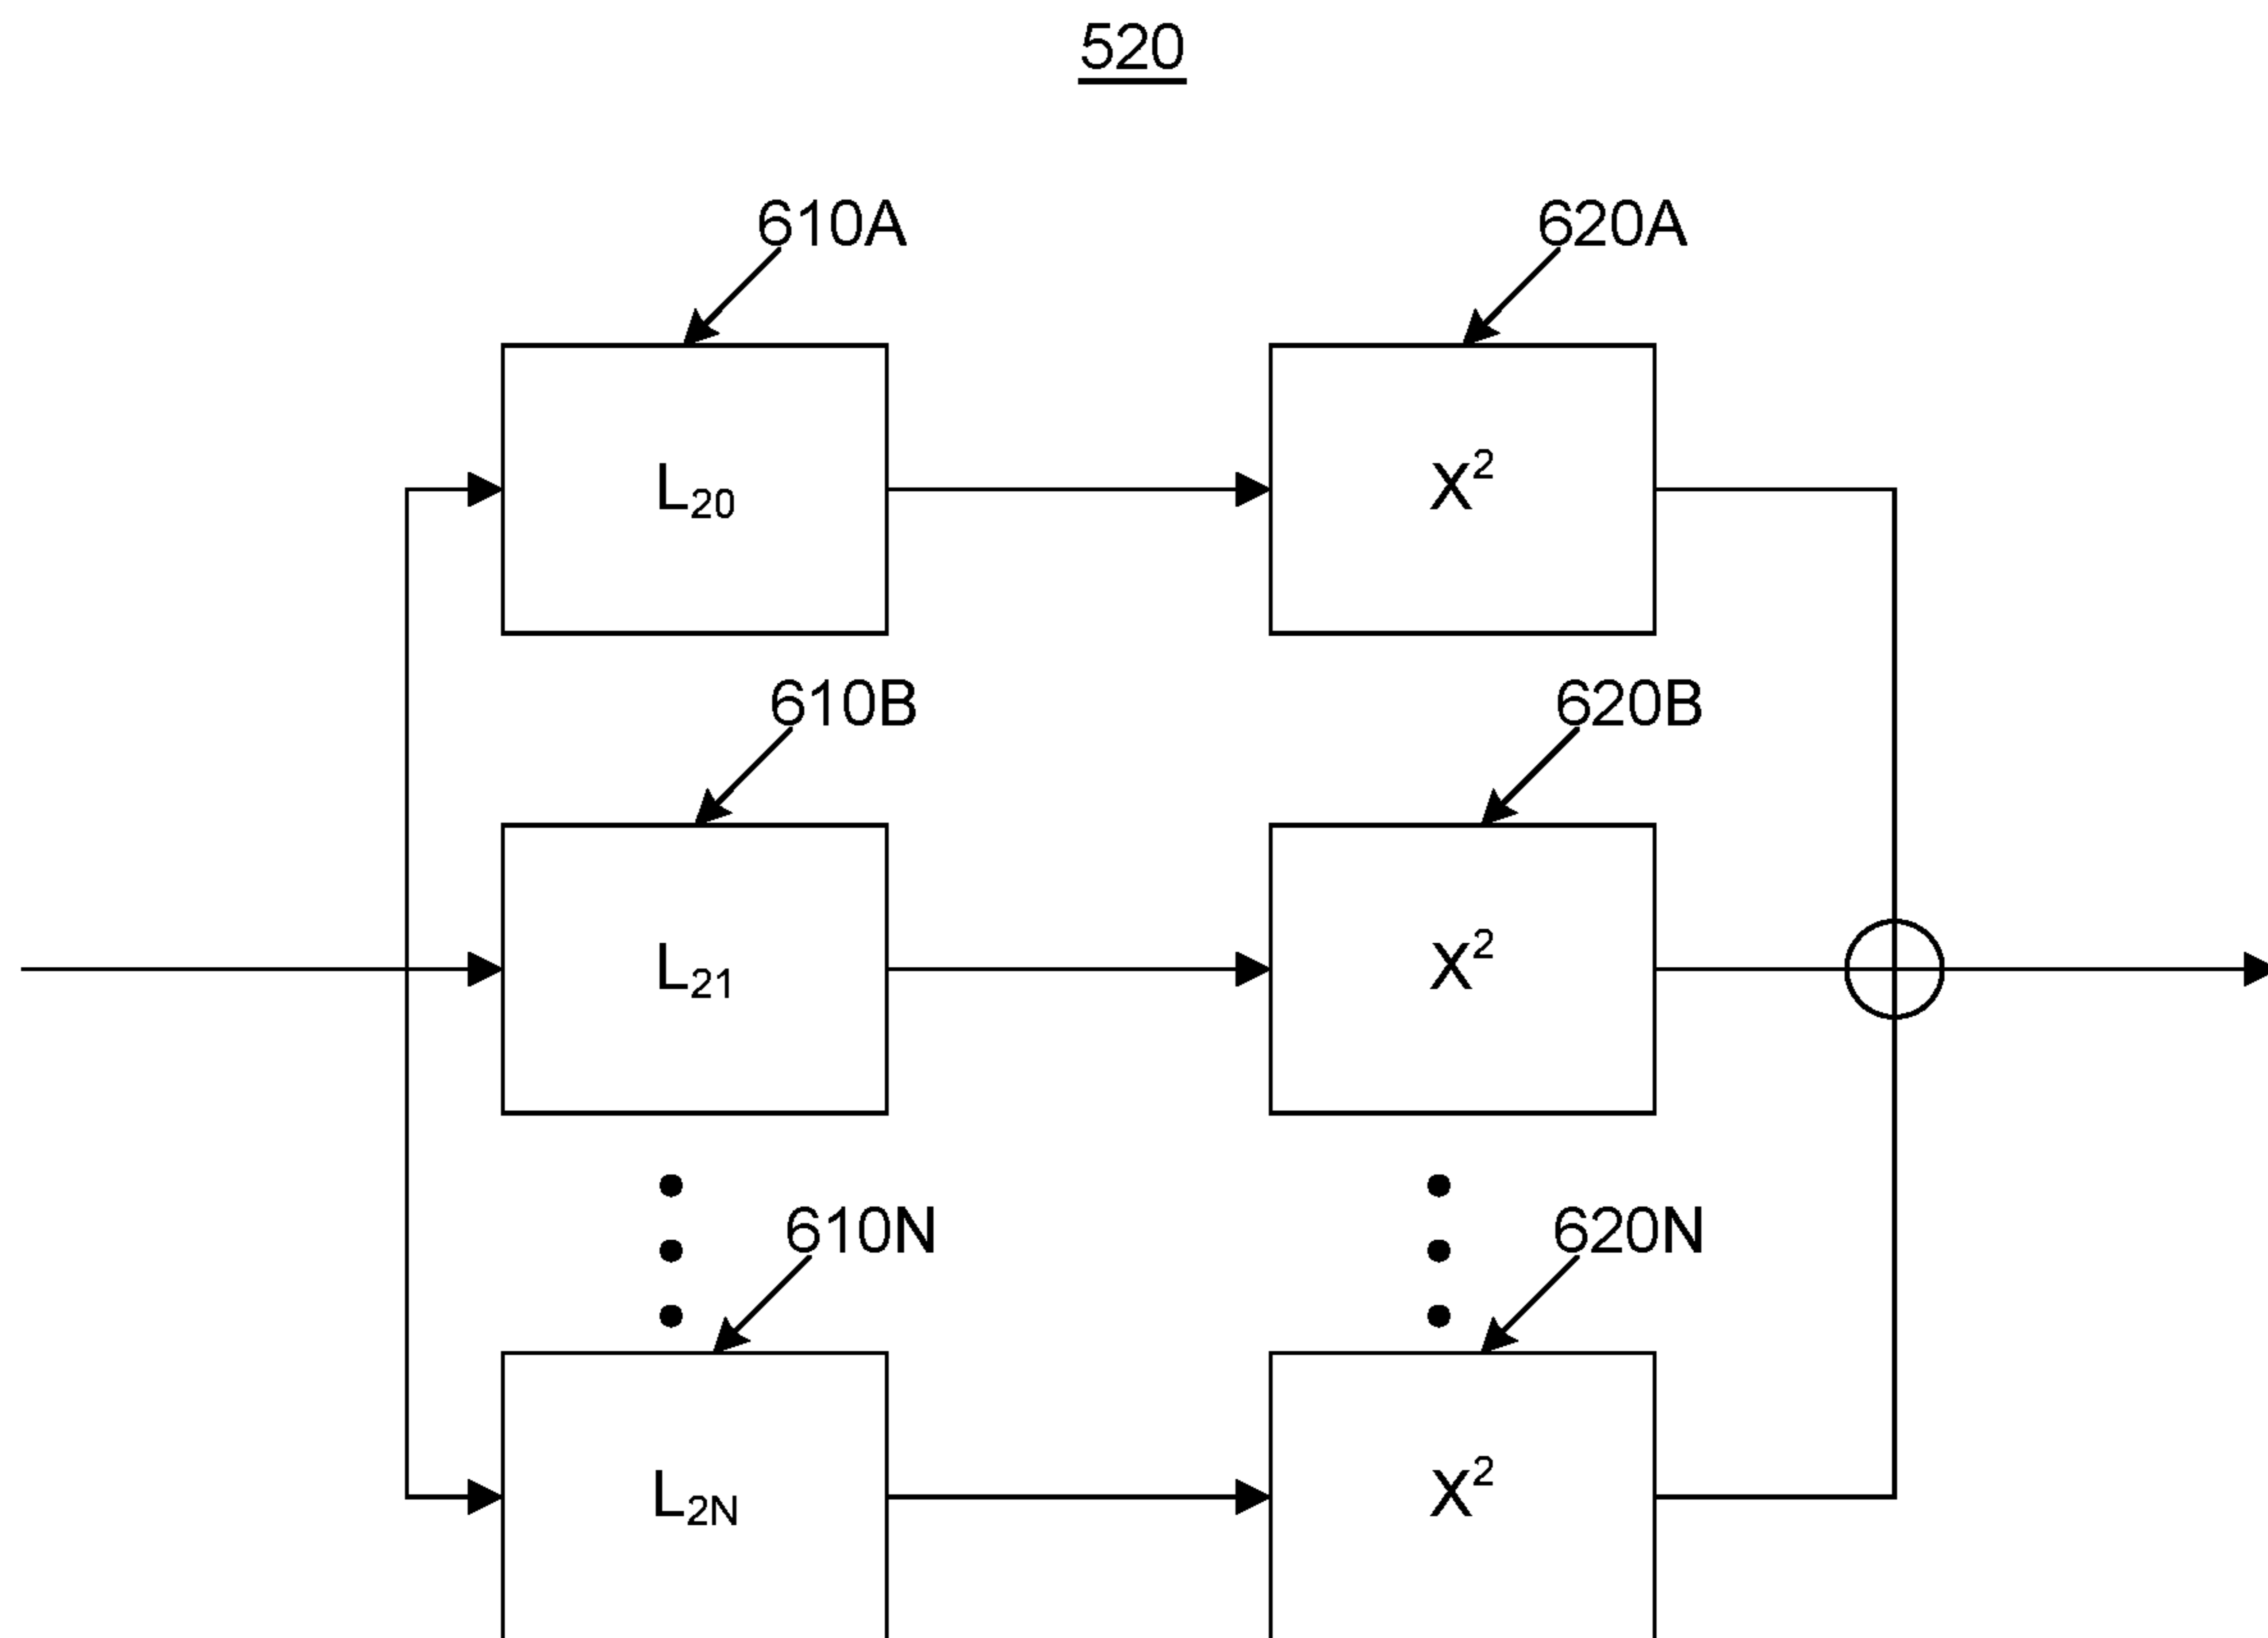 520
610A 620A
L₂₀ X²
610B 620B
L₂₁ X²
610N 620N
L₂N X²